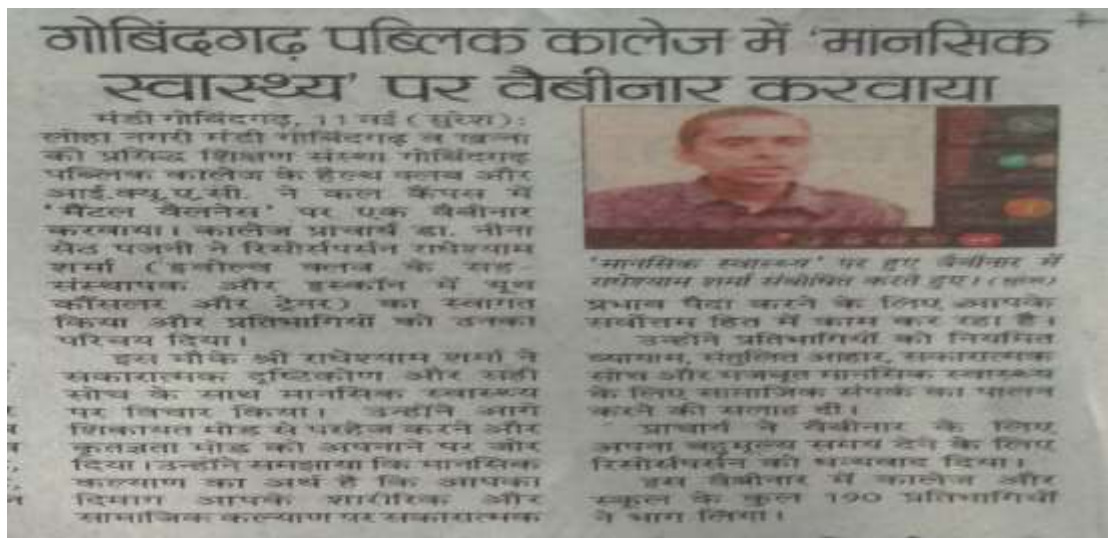 गोबिंदगढ़ पब्लिक कालेज में 'मानसिक
स्वास्थ्य' पर वैबीनार करवाया
मंडी गोबिंदगढ़, 11 मई (सुरेश):
लोहा नगरी मंडी गोबिंदगढ़ व खन्ना
की प्रसिद्ध शिक्षण संस्था गोबिंदगढ़
पब्लिक कालेज के हैल्थ क्लब और
आई.क्यू.ए.सी. ने कल कैंपस में
'मैंटल वैलनेस' पर एक वैबीनार
करवाया। कालेज प्राचार्य डा. नीना
सेठ पजनी ने रिसोर्सपर्सन राधेश्याम
शर्मा (इवोल्व क्लब के सह-
संस्थापक और इस्कॉन में यूथ
कौंसलर और ट्रेनर) का स्वागत
किया और प्रतिभागियों को उनका
परिचय दिया।
इस मौके श्री राधेश्याम शर्मा ने
सकारात्मक दृष्टिकोण और सही
सोच के साथ मानसिक स्वास्थ्य
पर विचार किया। उन्होंने आगे
शिकायत मोड से परहेज करने और
कृतज्ञता मोड को अपनाने पर जोर
दिया। उन्होंने समझाया कि मानसिक
कल्याण का अर्थ है कि आपका
दिमाग आपके शारीरिक और
सामाजिक कल्याण पर सकारात्मक
'मानसिक स्वास्थ्य' पर हुए वैबीनार में
राधेश्याम शर्मा संबोधित करते हुए।
प्रभाव पैदा करने के लिए आपके
सर्वोत्तम हित में काम कर रहा है।
उन्होंने प्रतिभागियों को नियमित
व्यायाम, संतुलित आहार, सकारात्मक
सोच और मजबूत मानसिक स्वास्थ्य
के लिए सामाजिक संपर्क का पालन
करने की सलाह दी।
प्राचार्य ने वैबीनार के लिए
अपना बहुमूल्य समय देने के लिए
रिसोर्सपर्सन को धन्यवाद दिया।
इस वैबीनार में कालेज और
स्कूल के कुल 190 प्रतिभागियों
ने भाग लिया।